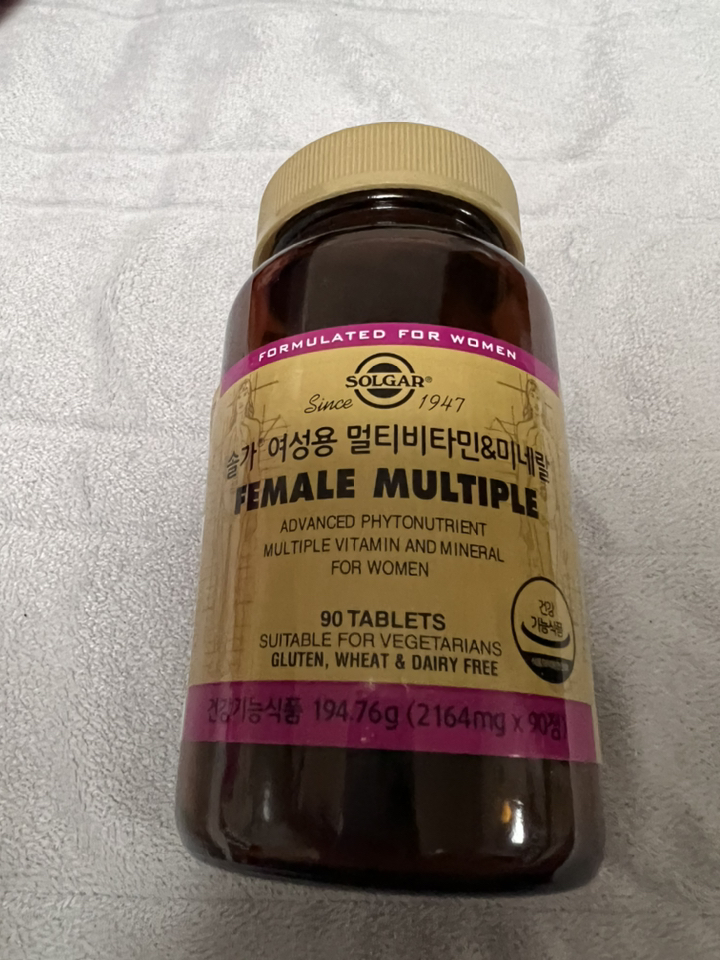 FORMULATED FOR WOMEN
SOLGAR®
Since 1947
솔가® 여성용 멀티비타민&미네랄
FEMALE MULTIPLE
ADVANCED PHYTONUTRIENT
MULTIPLE VITAMIN AND MINERAL
FOR WOMEN
90 TABLETS
SUITABLE FOR VEGETARIANS
GLUTEN, WHEAT & DAIRY FREE
건강
기능식품
건강기능식품 194.76g (2164mg x 90정)